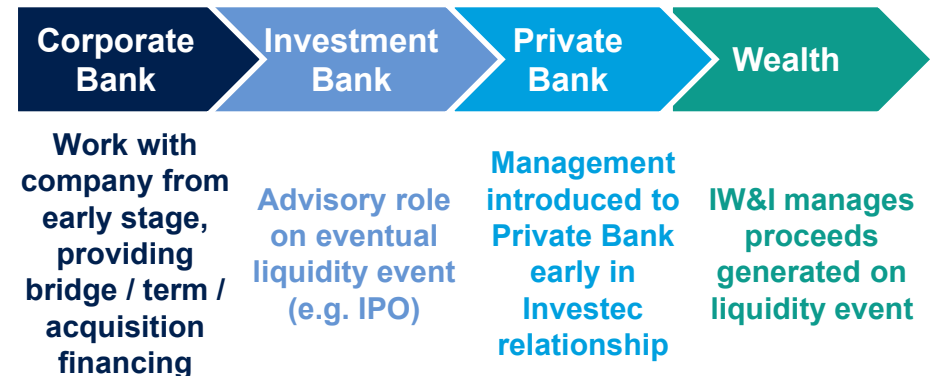 Corporate
Bank
Investment
Bank
Private
Bank
Wealth
Work with
company from
early stage,
providing
bridge / term /
acquisition
financing
Advisory role
on eventual
liquidity event
(e.g. IPO)
Management
introduced to
Private Bank
early in
Investec
relationship
IW&I manages
proceeds
generated on
liquidity event